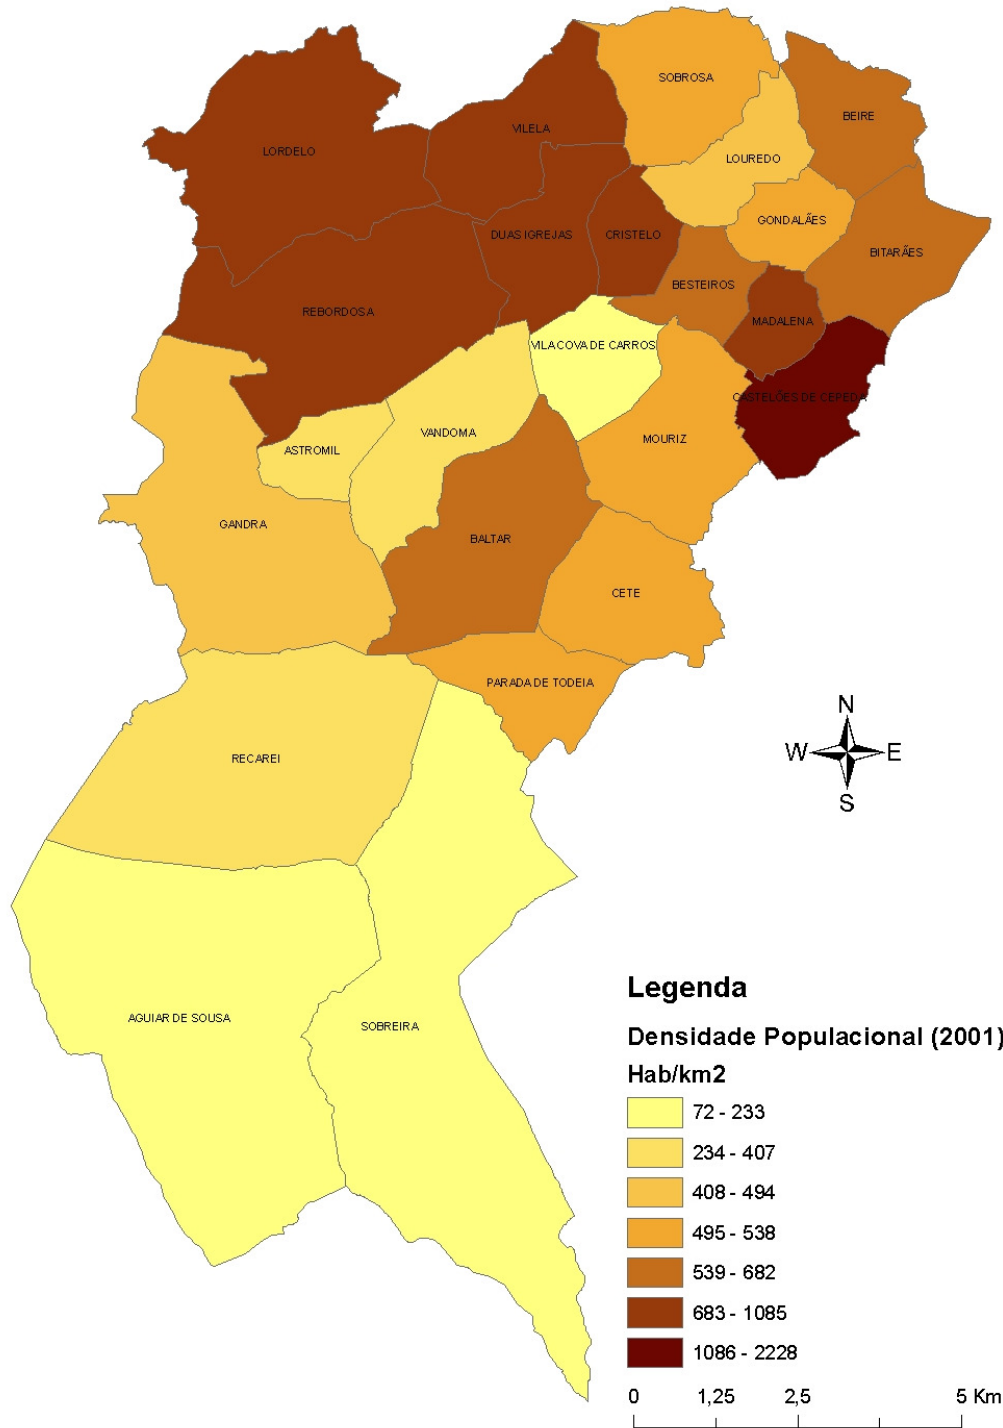 SOBROSA
BEIRE
VILELA
LORDELO
LOUREDO
GONDALÃES
DUAS IGREJAS
CRISTELO
BITARÃES
BESTEIROS
REBORDOSA
MADALENA
VILA COVA DE CARROS
CASTELÕES DE CEPEDA
VANDOMA
MOURIZ
ASTROMIL
GANDRA
BALTAR
CETE
PARADA DE TODEIA
RECAREI
N
W
E
S
AGUIAR DE SOUSA
SOBREIRA
Legenda
Densidade Populacional (2001)
Hab/km2
72 - 233
234 - 407
408 - 494
495 - 538
539 - 682
683 - 1085
1086 - 2228
0 1,25 2,5 5 Km